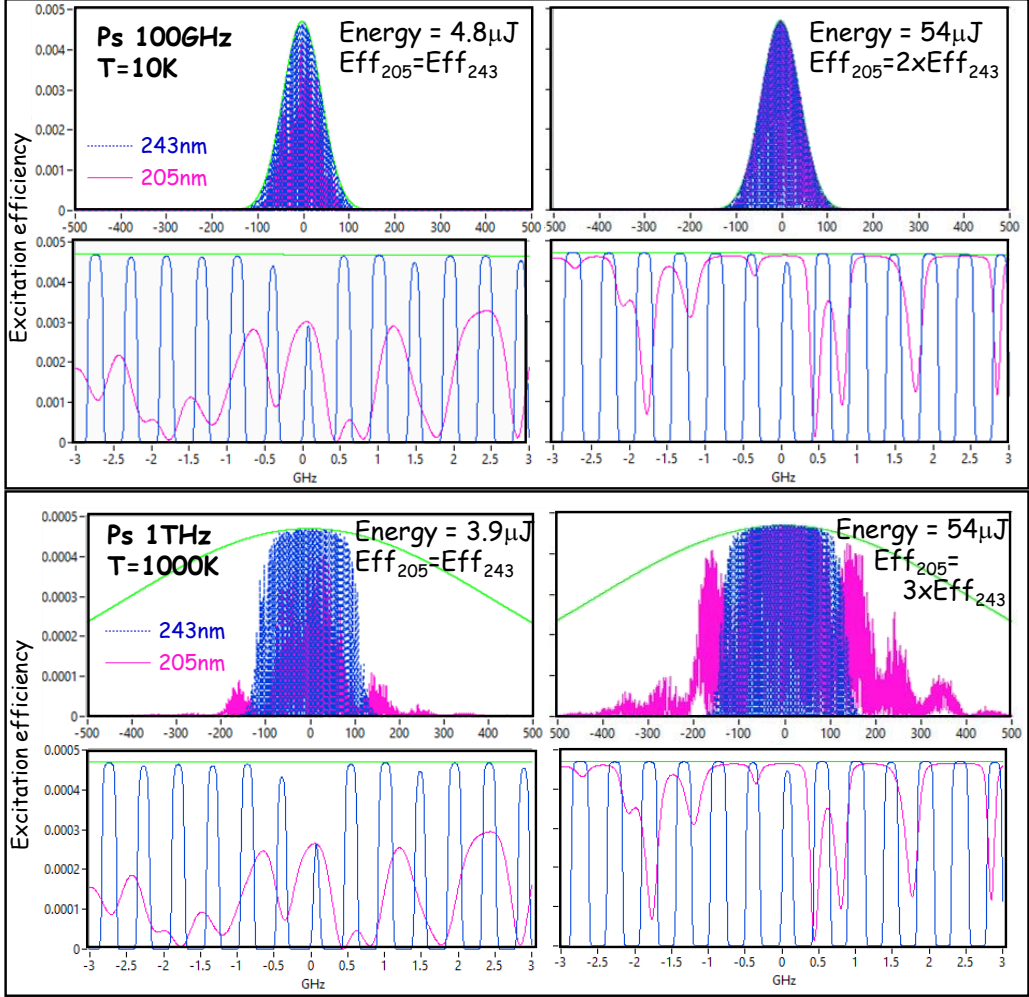 Ps 100GHz
T=10K
Energy = 4.8μJ
Eff205=Eff243
243nm
205nm
0.005
0.004
0.003
0.002
0.001
0
-500 -400 -300 -200 -100 0 100 200 300 400 500
Energy = 54μJ
Eff205=2xEff243
-500 -400 -300 -200 -100 0 100 200 300 400 500
Excitation efficiency
0.005
0.004
0.003
0.002
0.001
0
-3 -2.5 -2 -1.5 -1 -0.5 0 0.5 1 1.5 2 2.5 3
GHz
-3 -2.5 -2 -1.5 -1 -0.5 0 0.5 1 1.5 2 2.5 3
GHz
Ps 1THz
T=1000K
Energy = 3.9μJ
Eff205=Eff243
243nm
205nm
0.0005
0.0004
0.0003
0.0002
0.0001
0
-500 -400 -300 -200 -100 0 100 200 300 400 500
Energy = 54μJ
Eff205=
3xEff243
-500 -400 -300 -200 -100 0 100 200 300 400 500
Excitation efficiency
0.0005
0.0004
0.0003
0.0002
0.0001
0
-3 -2.5 -2 -1.5 -1 -0.5 0 0.5 1 1.5 2 2.5 3
GHz
-3 -2.5 -2 -1.5 -1 -0.5 0 0.5 1 1.5 2 2.5 3
GHz